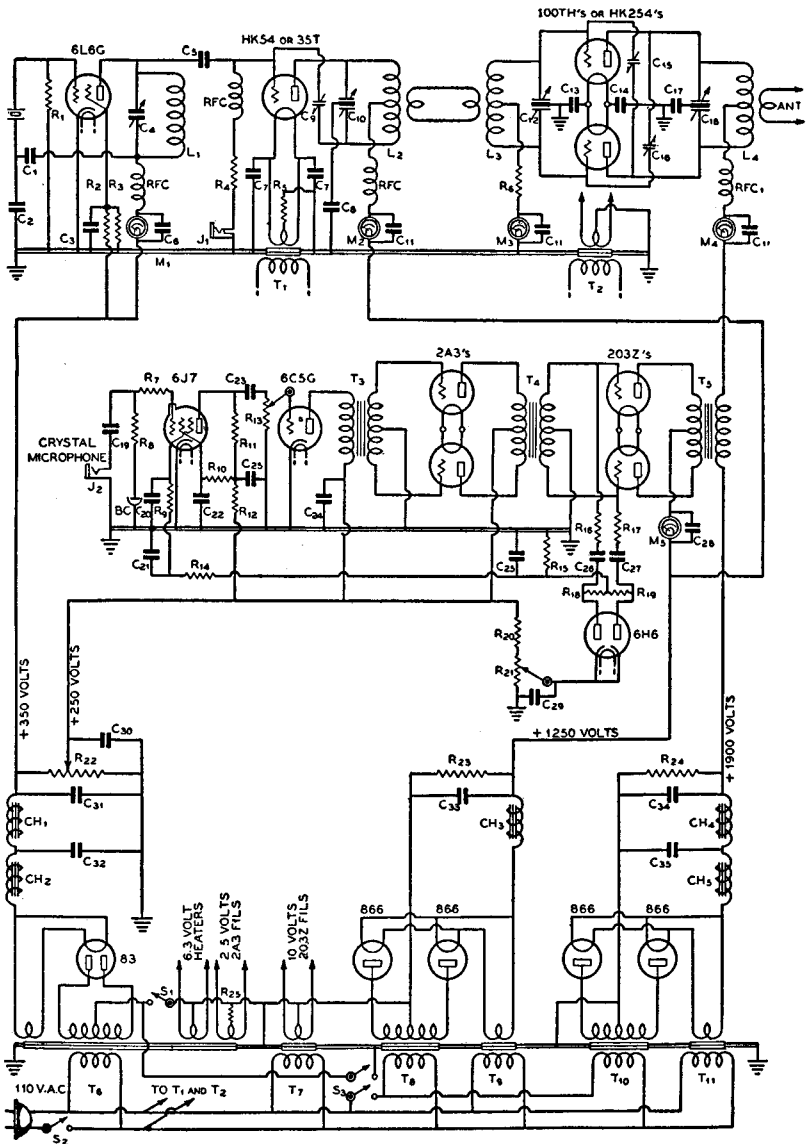 6L6G
C5
HK54 OR 35T
100TH's OR HK254's
R1
C4
L1
RFC
C9
C10
L2
L3
C12
C13
C14
C15
C17
C18
C16
L4
ANT
C1
C2
R2
R3
RFC
R4
C7
R5
C7
C8
RFC
R6
RFC1
C3
C6
J1
M2
C11
M3
C11
M4
C11
M1
T1
T2
R7
6J7
C23
6C5G
T3
2A3's
T4
203Z's
T5
C19
R8
R11
R13
CRYSTAL
MICROPHONE
J2
R10
C25
BC
C20
R9
C22
R12
C24
R16
R17
M5
C28
C21
R14
C25
R15
C26
C27
R18
R19
R20
6H6
R21
C29
+350 VOLTS
+250 VOLTS
+1250 VOLTS
+1900 VOLTS
C30
R22
R23
R24
CH1
C31
C33
CH3
C34
CH4
CH2
C32
C35
CH5
83
6.3 VOLT
HEATERS
2.5 VOLTS
2A3 FILS
10 VOLTS
203Z FILS
866
866
866
866
S1
R25
110 V.A.C.
T6
TO T1 AND T2
T7
S3
T8
T9
T10
T11
S2